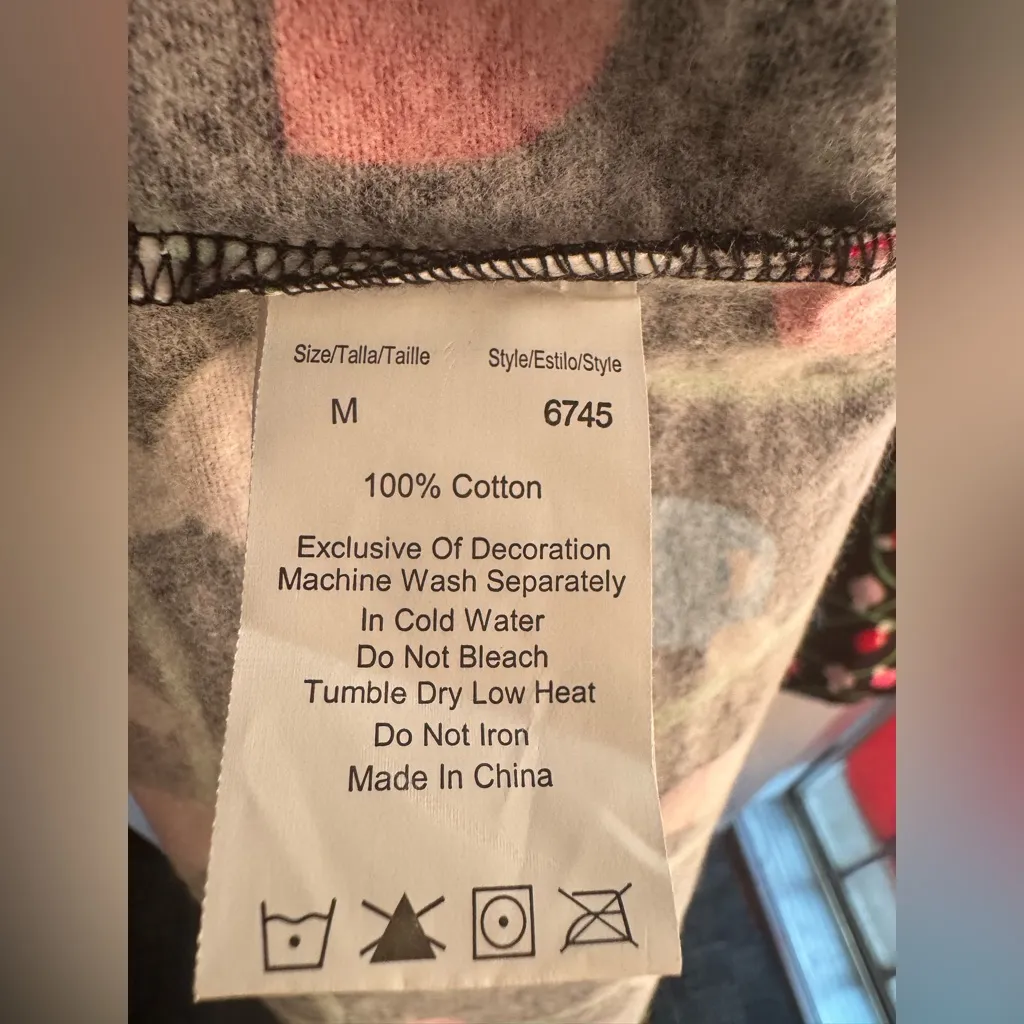 Size/Talla/Taille Style/Estilo/Style
M 6745
100% Cotton
Exclusive Of Decoration
Machine Wash Separately
In Cold Water
Do Not Bleach
Tumble Dry Low Heat
Do Not Iron
Made In China